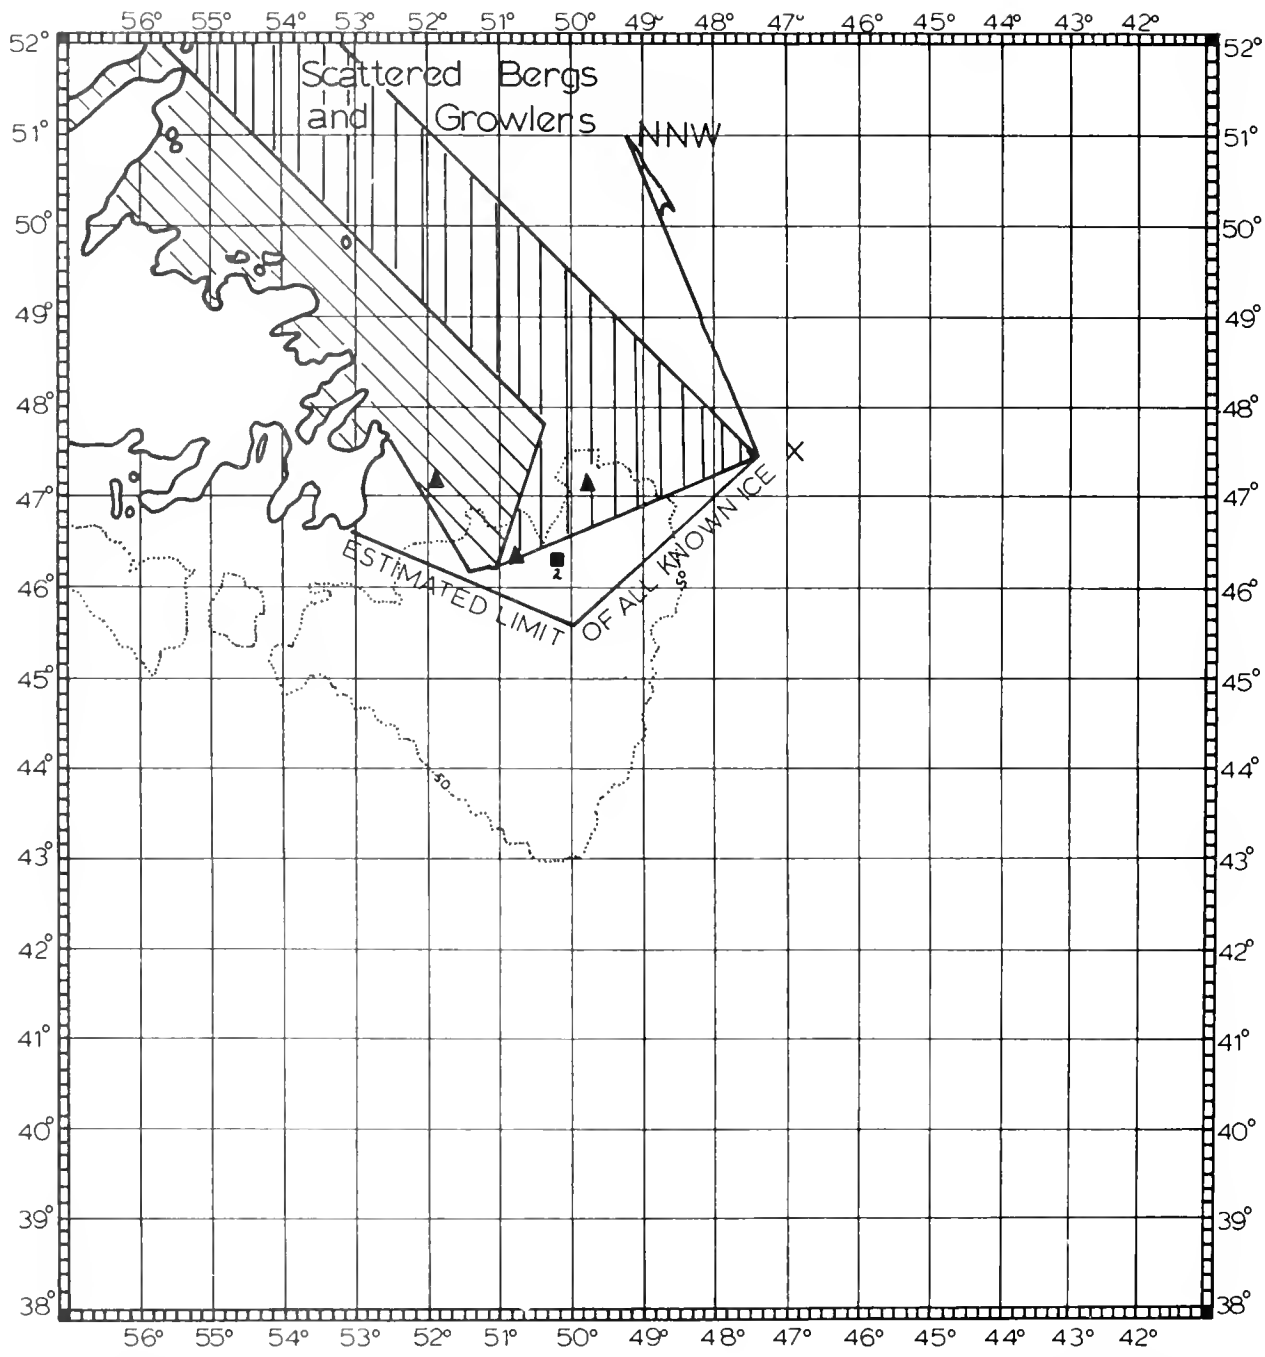 56° 55° 54° 53° 52° 51° 50° 49° 48° 47° 46° 45° 44° 43° 42°
52° 52°
Scattered Bergs
and Growlers
NNW
51° 51°
50° 50°
49° 49°
48° 48°
X
47° 47°
ESTIMATED LIMIT OF ALL KNOWN ICE
2
50
46° 46°
45° 45°
44° 44°
50
43° 43°
42° 42°
41° 41°
40° 40°
39° 39°
38° 38°
56° 55° 54° 53° 52° 51° 50° 49° 48° 47° 46° 45° 44° 43° 42°